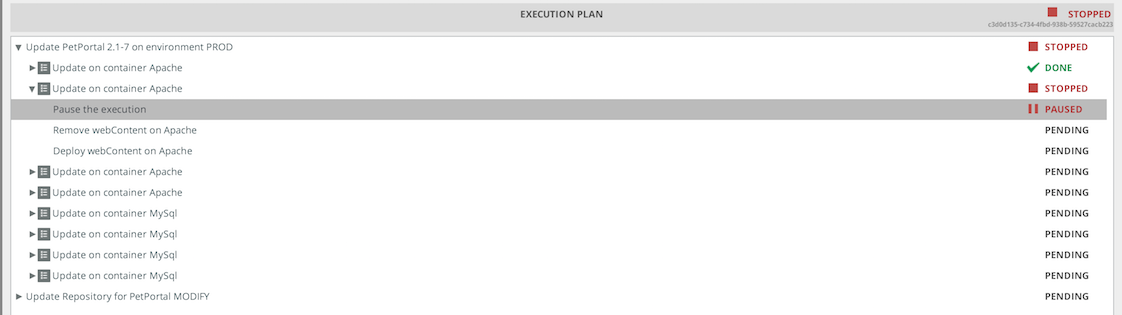 EXECUTION PLAN STOPPED
c3d0d135-c734-4fbd-938b-59527cacb223
Update PetPortal 2.1-7 on environment PROD STOPPED
Update on container Apache DONE
Update on container Apache STOPPED
Pause the execution PAUSED
Remove webContent on Apache PENDING
Deploy webContent on Apache PENDING
Update on container Apache PENDING
Update on container Apache PENDING
Update on container MySql PENDING
Update on container MySql PENDING
Update on container MySql PENDING
Update on container MySql PENDING
Update Repository for PetPortal MODIFY PENDING